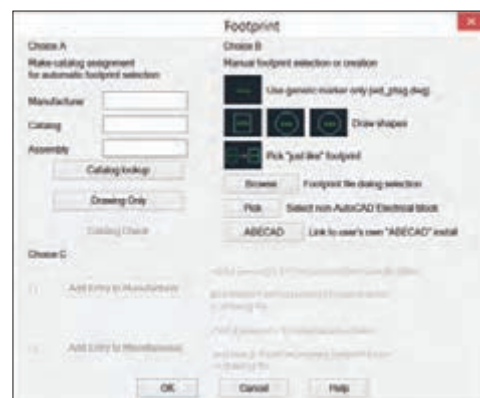 Footprint
Choice A
Make catalog assignment
for automatic footprint selection
Manufacturer
Catalog
Assembly
Catalog lookup
Drawing Only
Catalog Check
Choice B
Manual footprint selection or creation
Use generic marker only (wd_ptag.dwg)
Draw shapes
Pick "just like" footprint
Browse Footprint file dialog selection
Pick Select non-AutoCAD Electrical block
ABECAD Link to user's own "ABECAD" install
Choice C
Add Entry to Manufacturer
Add Entry to Miscellaneous
OK Cancel Help